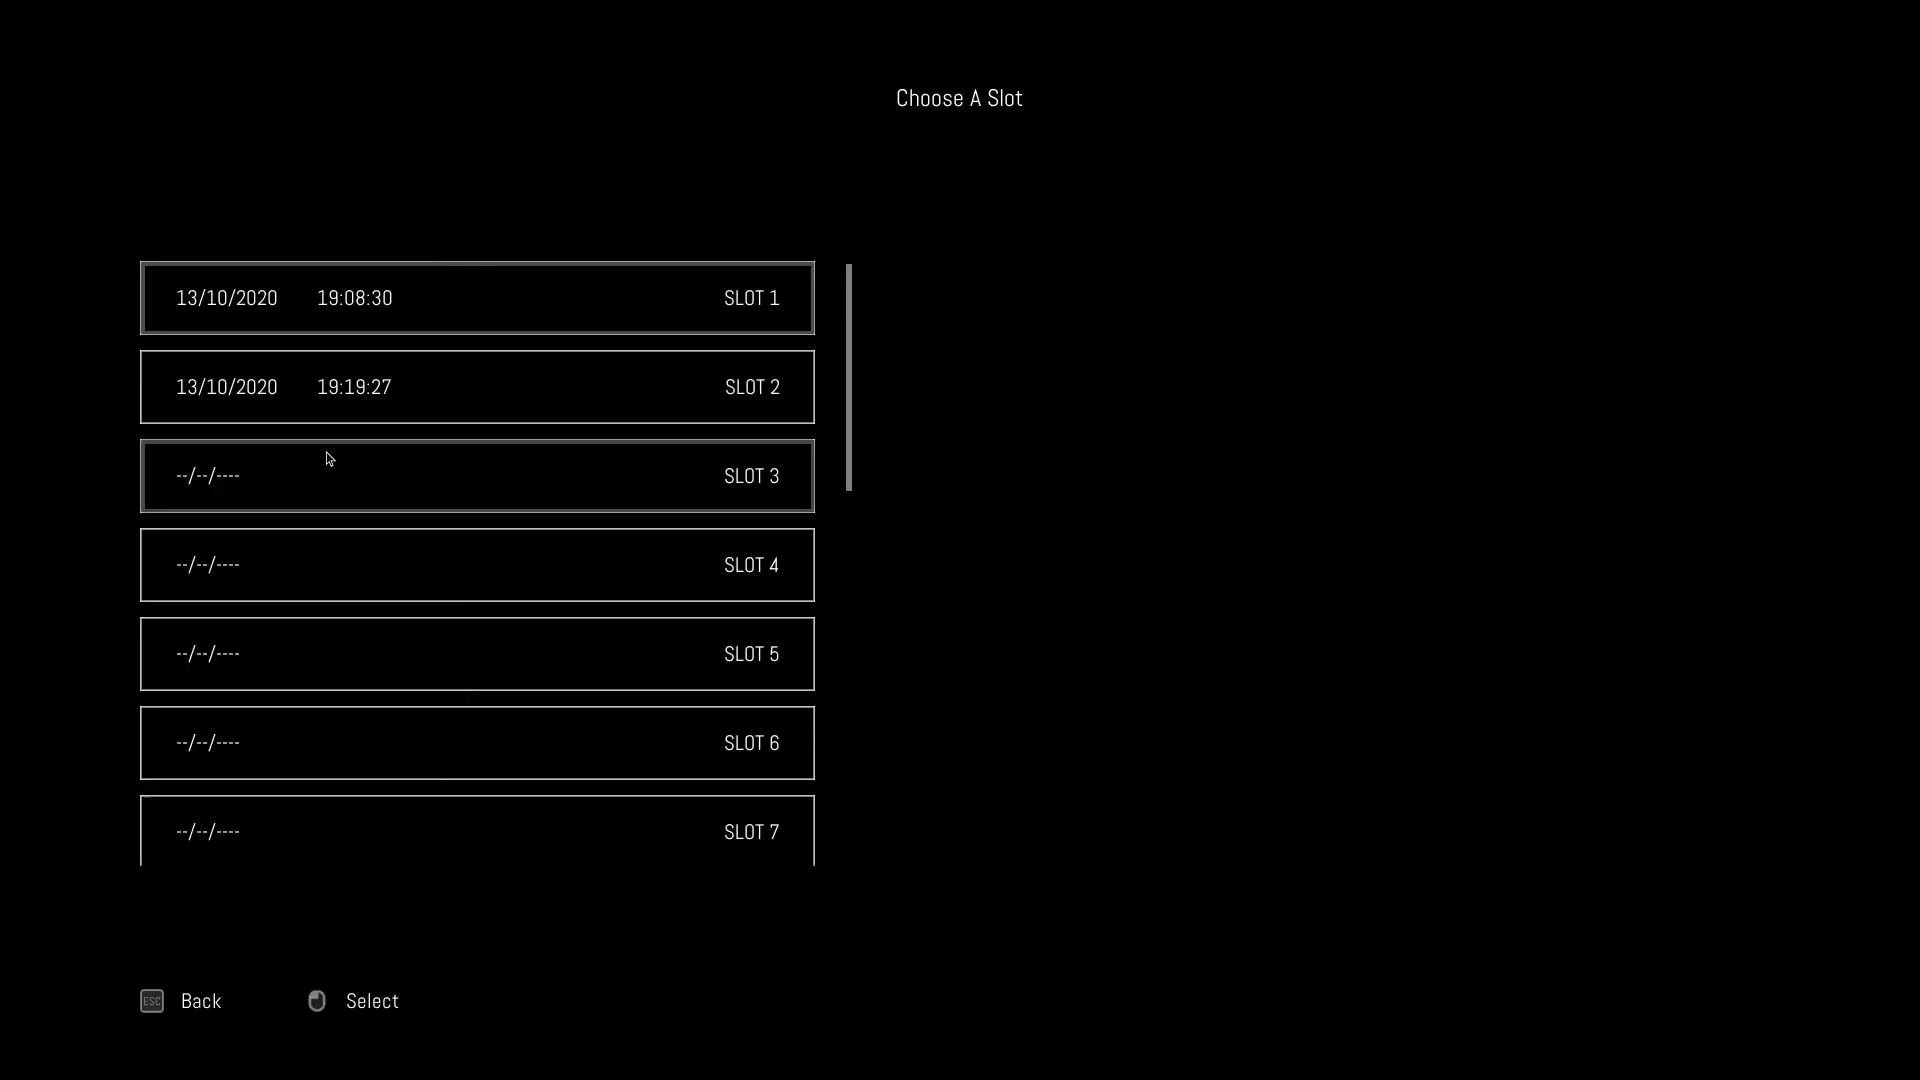 Choose A Slot
13/10/2020 19:08:30 SLOT 1
13/10/2020 19:19:27 SLOT 2
--/--/---- SLOT 3
--/--/---- SLOT 4
--/--/---- SLOT 5
--/--/---- SLOT 6
--/--/---- SLOT 7
ESC Back Select